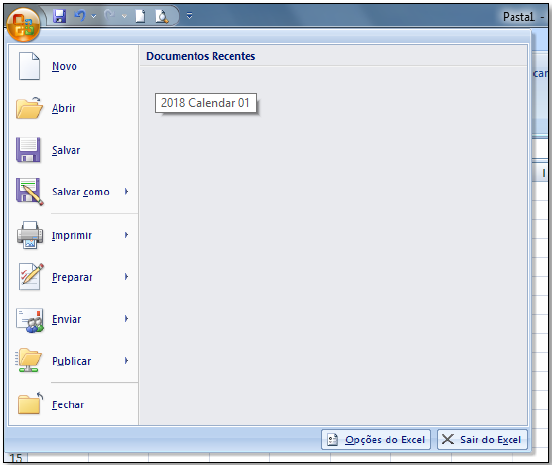 Pasta1 -
Documentos Recentes
Novo
2018 Calendar 01
Abrir
Salvar
Salvar como
Imprimir
Preparar
Enviar
Publicar
Fechar
Opções do Excel
Sair do Excel
car
I
15